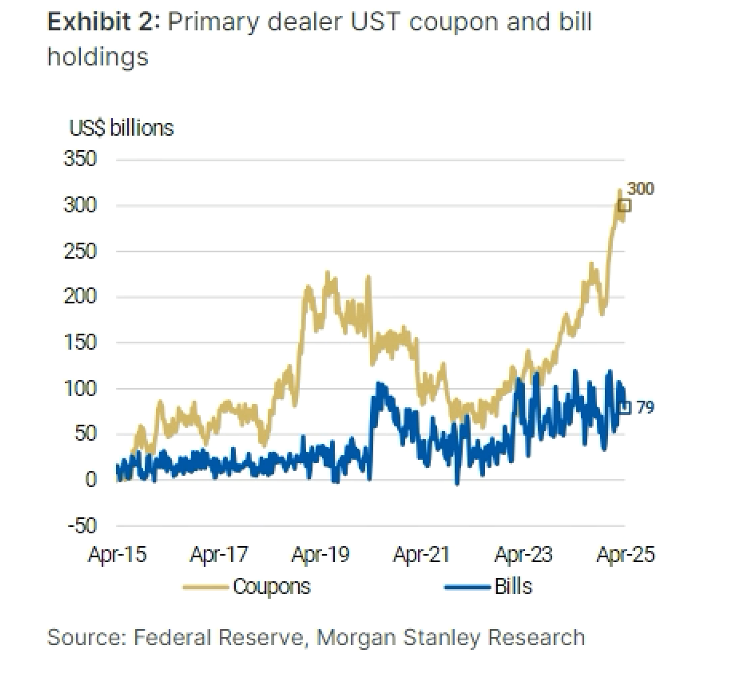 Exhibit 2: Primary dealer UST coupon and bill
holdings
US$ billions
350
300
300
250
200
150
100
50
79
0
-50
Apr-15 Apr-17 Apr-19 Apr-21 Apr-23 Apr-25
Coupons Bills
Source: Federal Reserve, Morgan Stanley Research